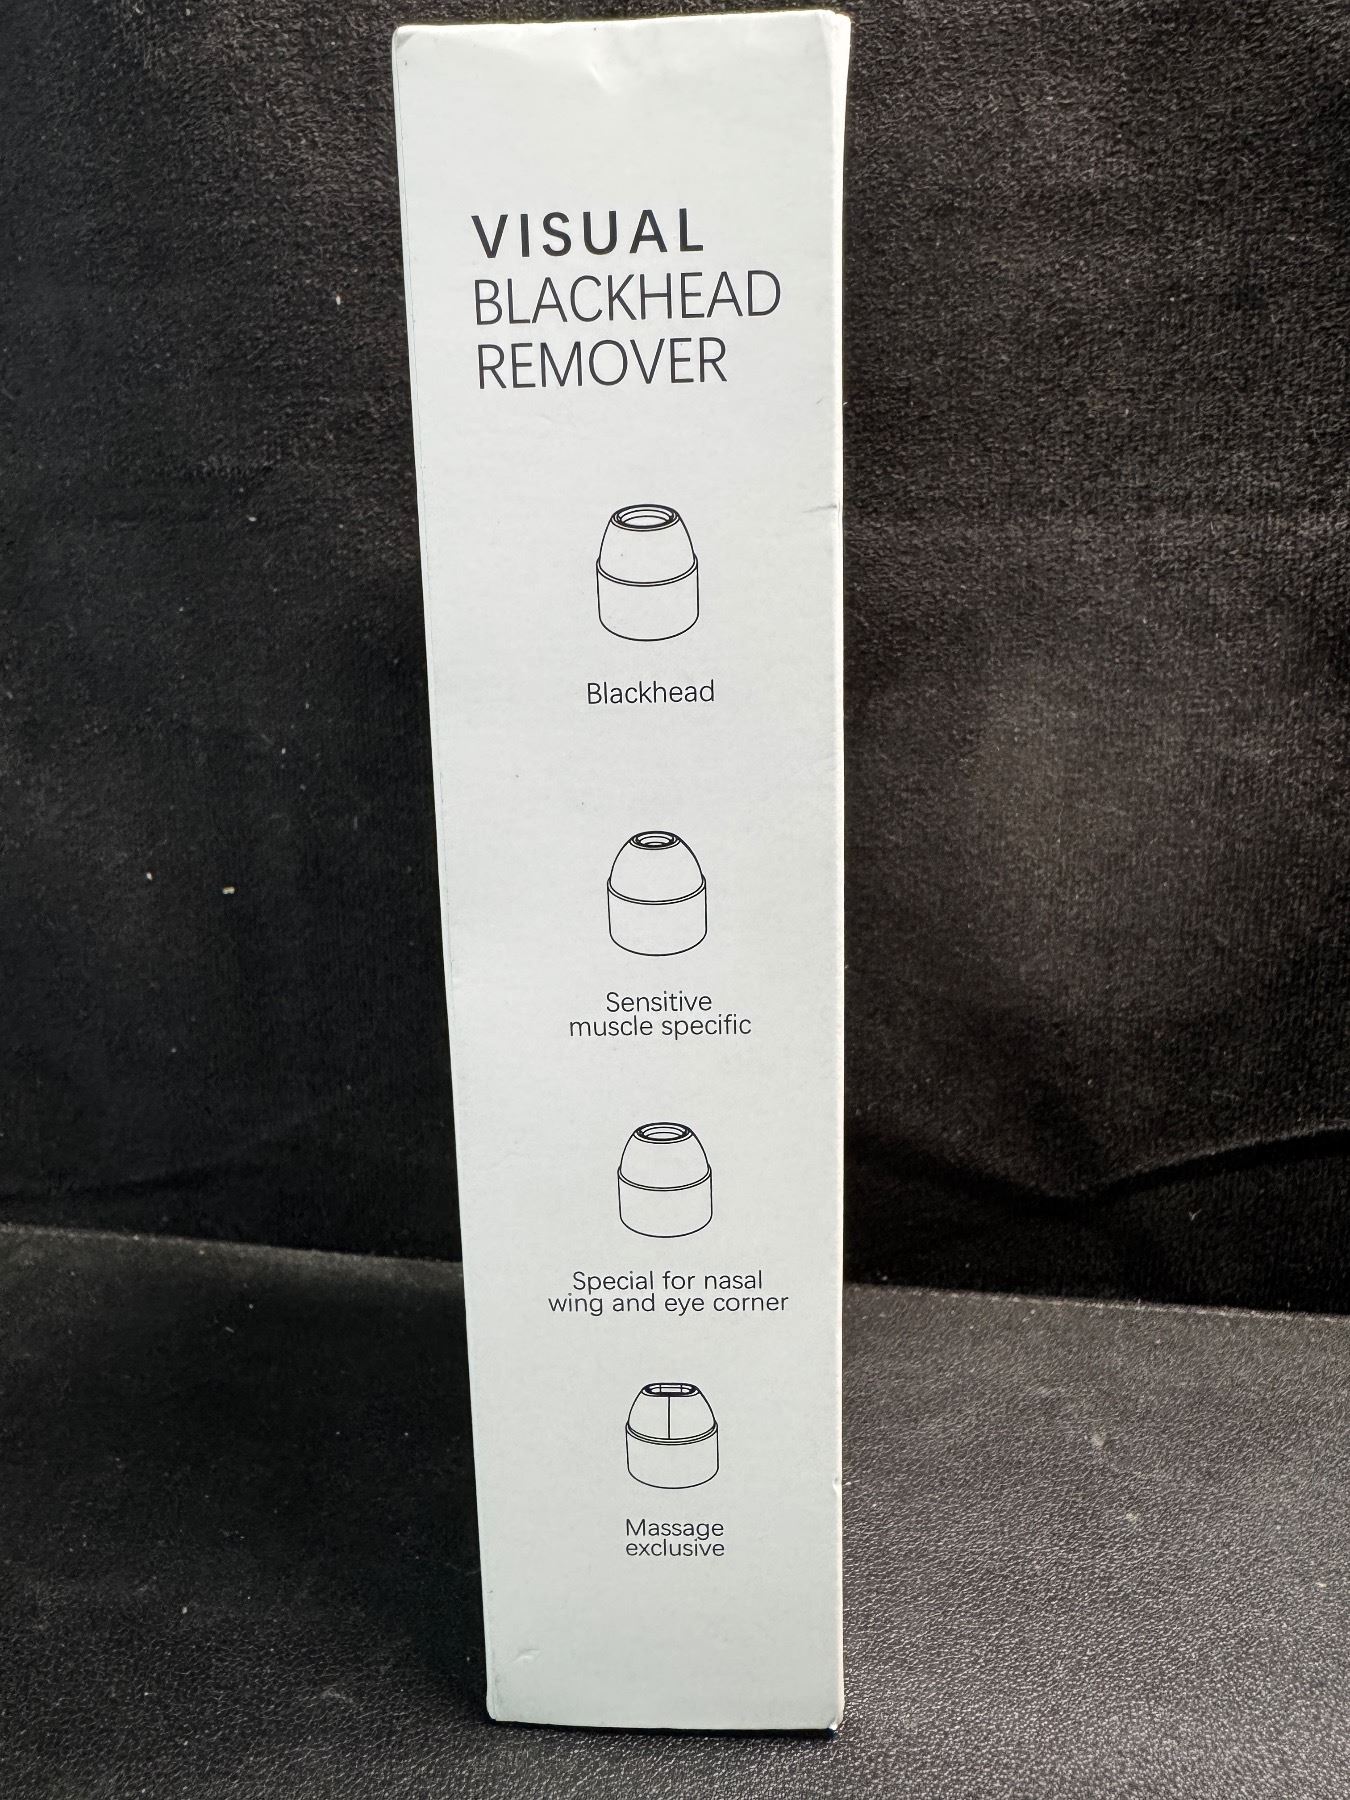 VISUAL
BLACKHEAD
REMOVER
Blackhead
Sensitive
muscle specific
Special for nasal
wing and eye corner
Massage
exclusive